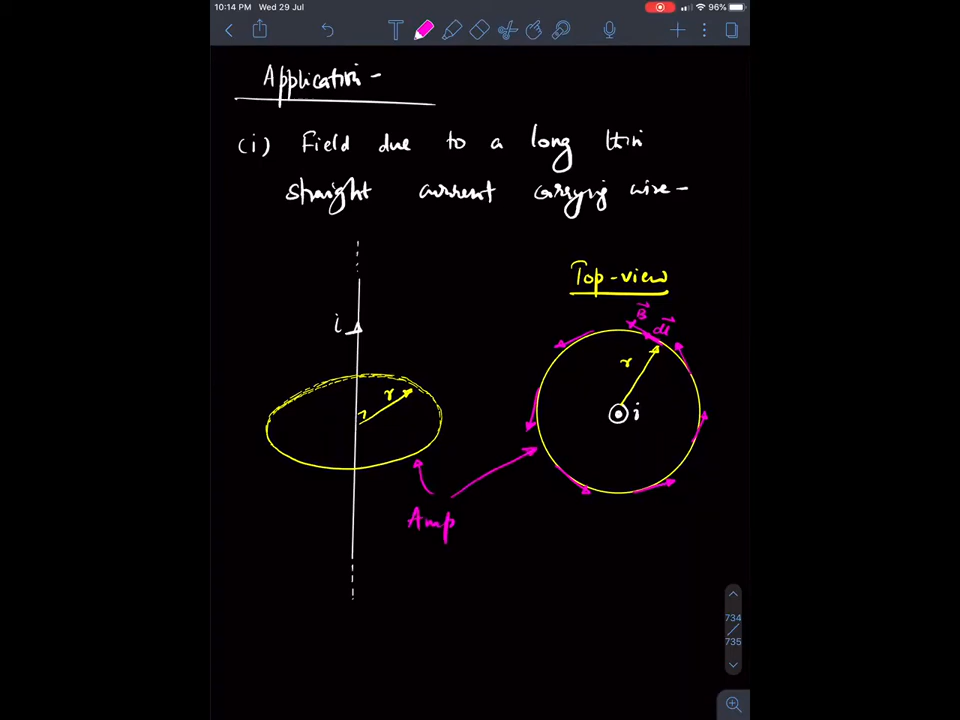 10:14 PM Wed 29 Jul
96%
T
Application -
(i) Field due to a long thin
straight current carrying wire -
Top-view
i
B dl
r
r
i
Amp
734
735